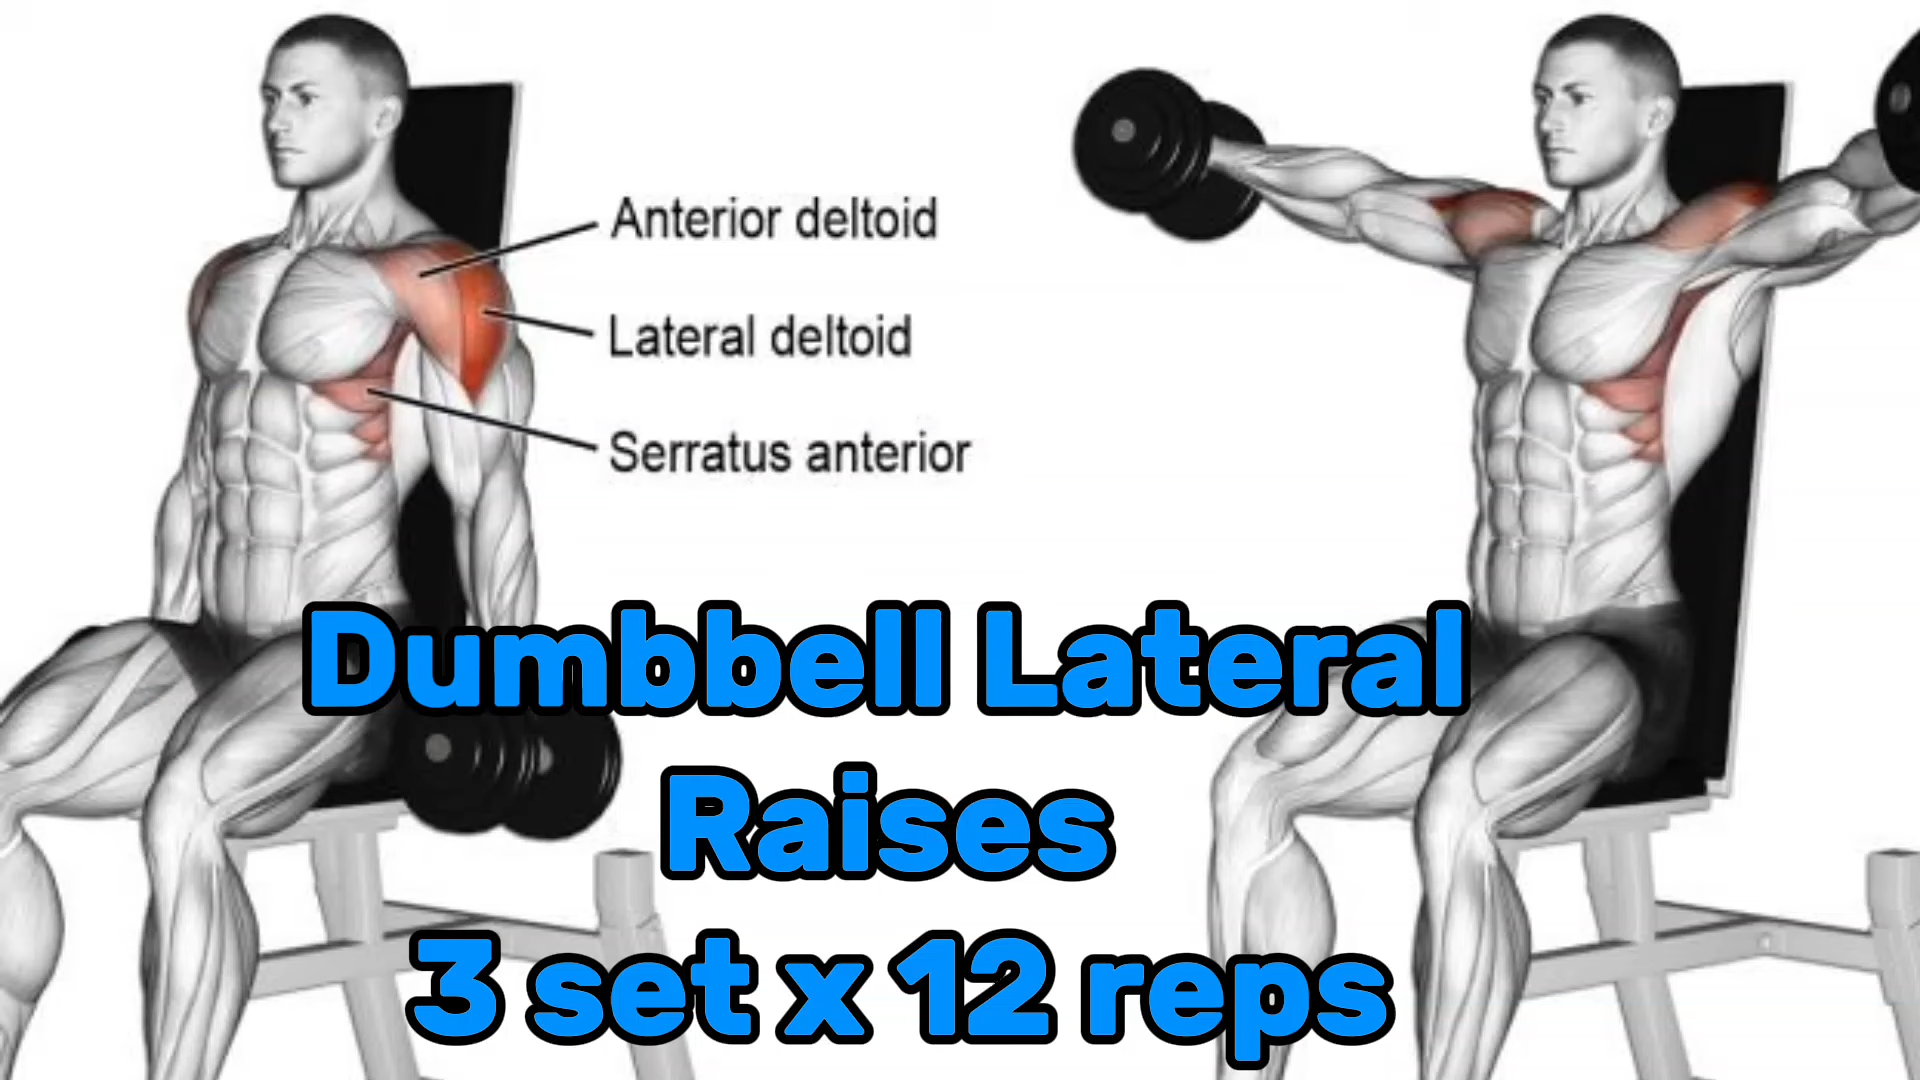 Anterior deltoid
Lateral deltoid
Serratus anterior
Dumbbell Lateral
Raises
3 set x 12 reps